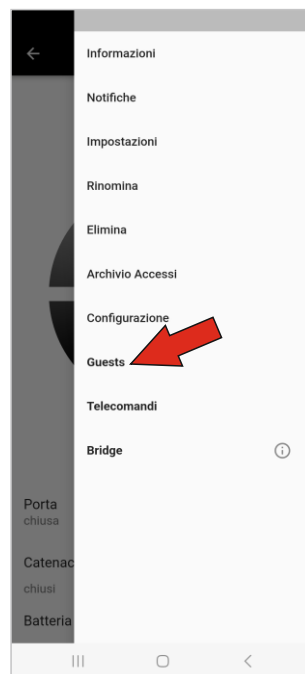 Informazioni
Notifiche
Impostazioni
Rinomina
Elimina
Archivio Accessi
Configurazione
Guests
Telecomandi
Bridge
Porta
chiusa
Catenac
chiusi
Batteria